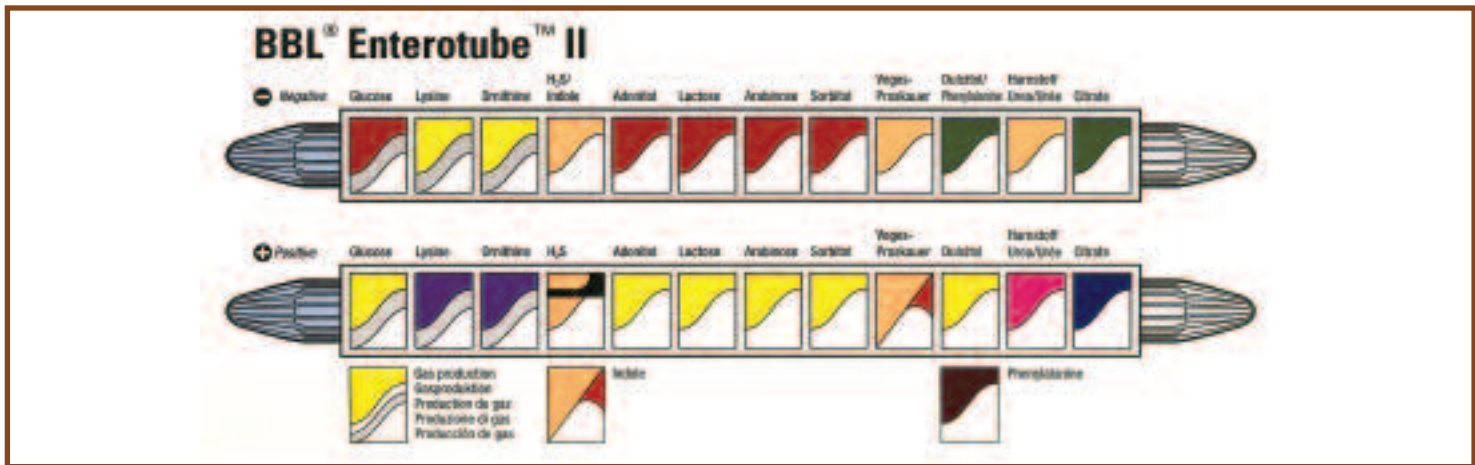 BBL® Enterotube™ II
H₂S/ Voges- Dulcitol/ Harnstoff
Negative Glucose Lysine Ornithine Indole Adonitol Lactose Arabinose Sorbitol Proskauer Phenylalanine Urea/Urée Citrate
Voges- Harnstoff
Positive Glucose Lysine Ornithine H₂S Adonitol Lactose Arabinose Sorbitol Proskauer Dulcitol Urea/Urée Citrate
Gas production Indole Phenylalanine
Gasproduktion
Production de gaz
Produzione di gas
Producción de gas